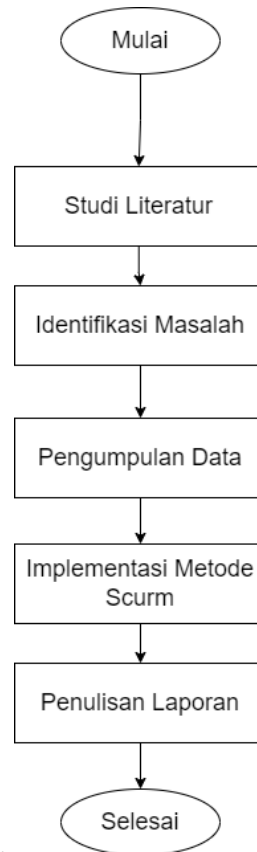 Mulai
Studi Literatur
Identifikasi Masalah
Pengumpulan Data
Implementasi Metode
Scurm
Penulisan Laporan
Selesai